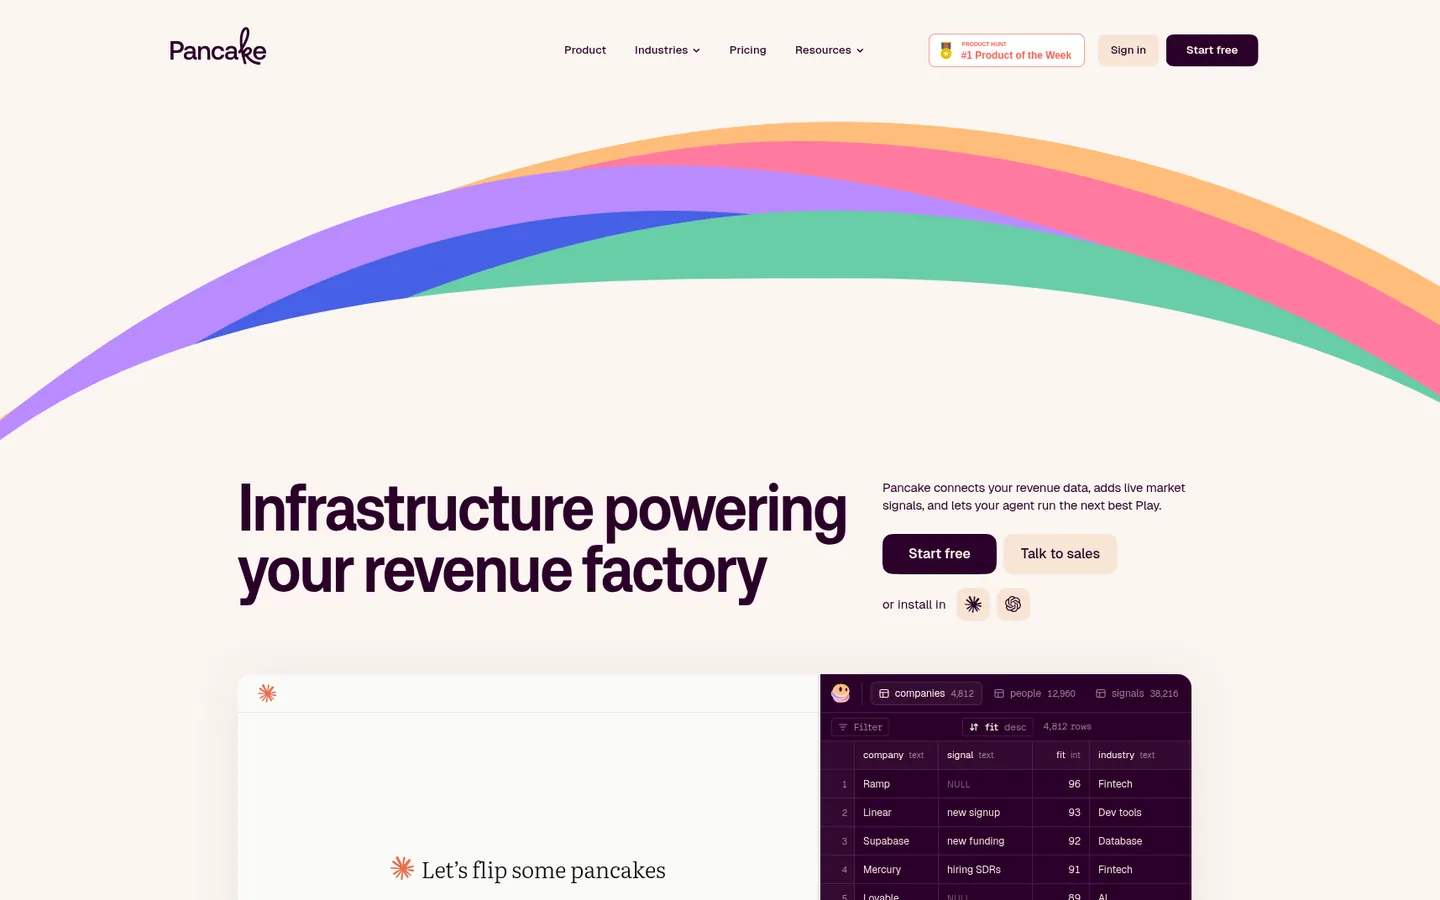 Pancake
Product
Industries
Pricing
Resources
PRODUCT HUNT
#1 Product of the Week
Sign in
Start free
Infrastructure powering
your revenue factory
Pancake connects your revenue data, adds live market
signals, and lets your agent run the next best Play.
Start free
Talk to sales
or install in
companies 4,812
people 12,960
signals 38,216
Filter
fit desc
4,812 rows
company text
signal text
fit int
industry text
1 Ramp NULL 96 Fintech
2 Linear new signup 93 Dev tools
3 Supabase new funding 92 Database
4 Mercury hiring SDRs 91 Fintech
5 Lovable NULL 89 AI
Let's flip some pancakes